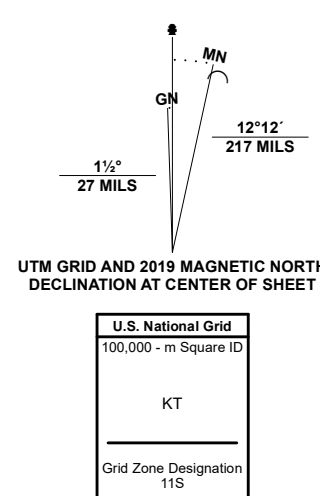 MN
GN
12°12´
217 MILS
1½°
27 MILS
UTM GRID AND 2019 MAGNETIC NORTH
DECLINATION AT CENTER OF SHEET
U.S. National Grid
100,000 - m Square ID
KT
Grid Zone Designation
11S